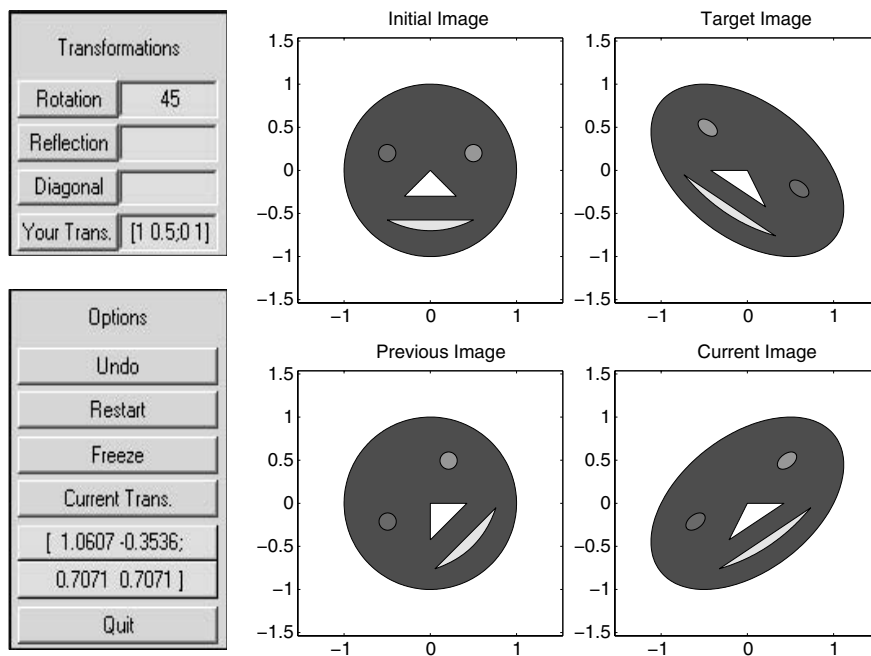 Transformations
Rotation 45
Reflection
Diagonal
Your Trans. [1 0.5;0 1]
Options
Undo
Restart
Freeze
Current Trans.
[ 1.0607 -0.3536;
0.7071 0.7071 ]
Quit
Initial Image
1.5
1
0.5
0
−0.5
−1
−1.5
−1 0 1
Target Image
1.5
1
0.5
0
−0.5
−1
−1.5
−1 0 1
Previous Image
1.5
1
0.5
0
−0.5
−1
−1.5
−1 0 1
Current Image
1.5
1
0.5
0
−0.5
−1
−1.5
−1 0 1